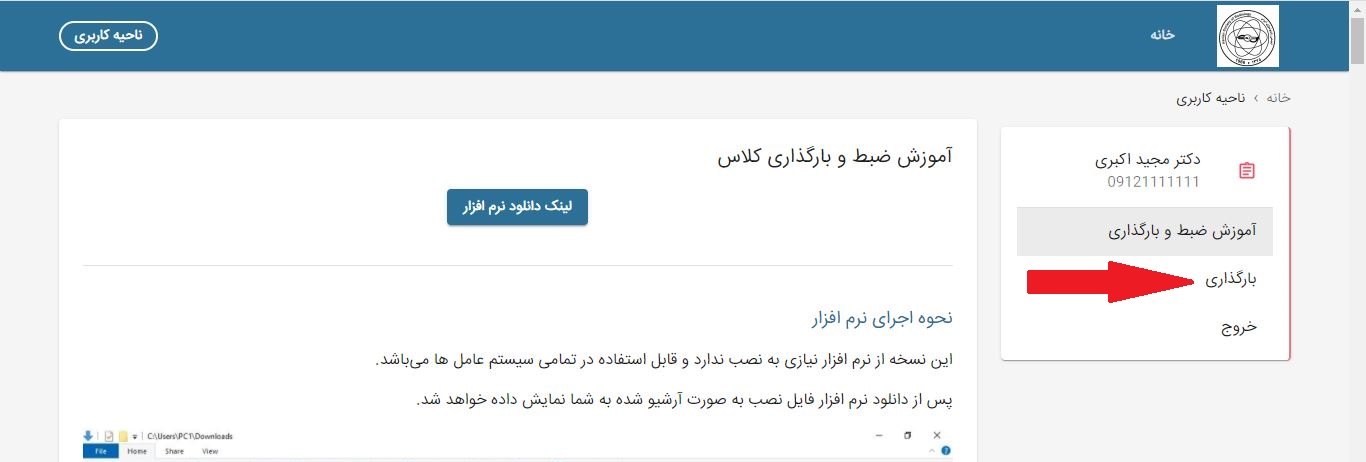 خانه
ناحیه کاربری
خانه › ناحیه کاربری
دکتر مجید اکبری
09121111111
آموزش ضبط و بارگذاری
بارگذاری
خروج
آموزش ضبط و بارگذاری کلاس
لینک دانلود نرم افزار
نحوه اجرای نرم افزار
این نسخه از نرم افزار نیازی به نصب ندارد و قابل استفاده در تمامی سیستم عامل ها می‌باشد.
پس از دانلود نرم افزار فایل نصب به صورت آرشیو شده به شما نمایش داده خواهد شد.
C:\Users\PC1\Downloads
File Home Share View